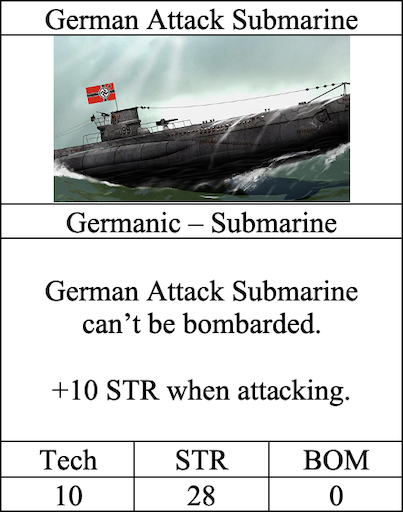 German Attack Submarine
Germanic – Submarine
German Attack Submarine
can't be bombarded.
+10 STR when attacking.
Tech STR BOM
10 28 0